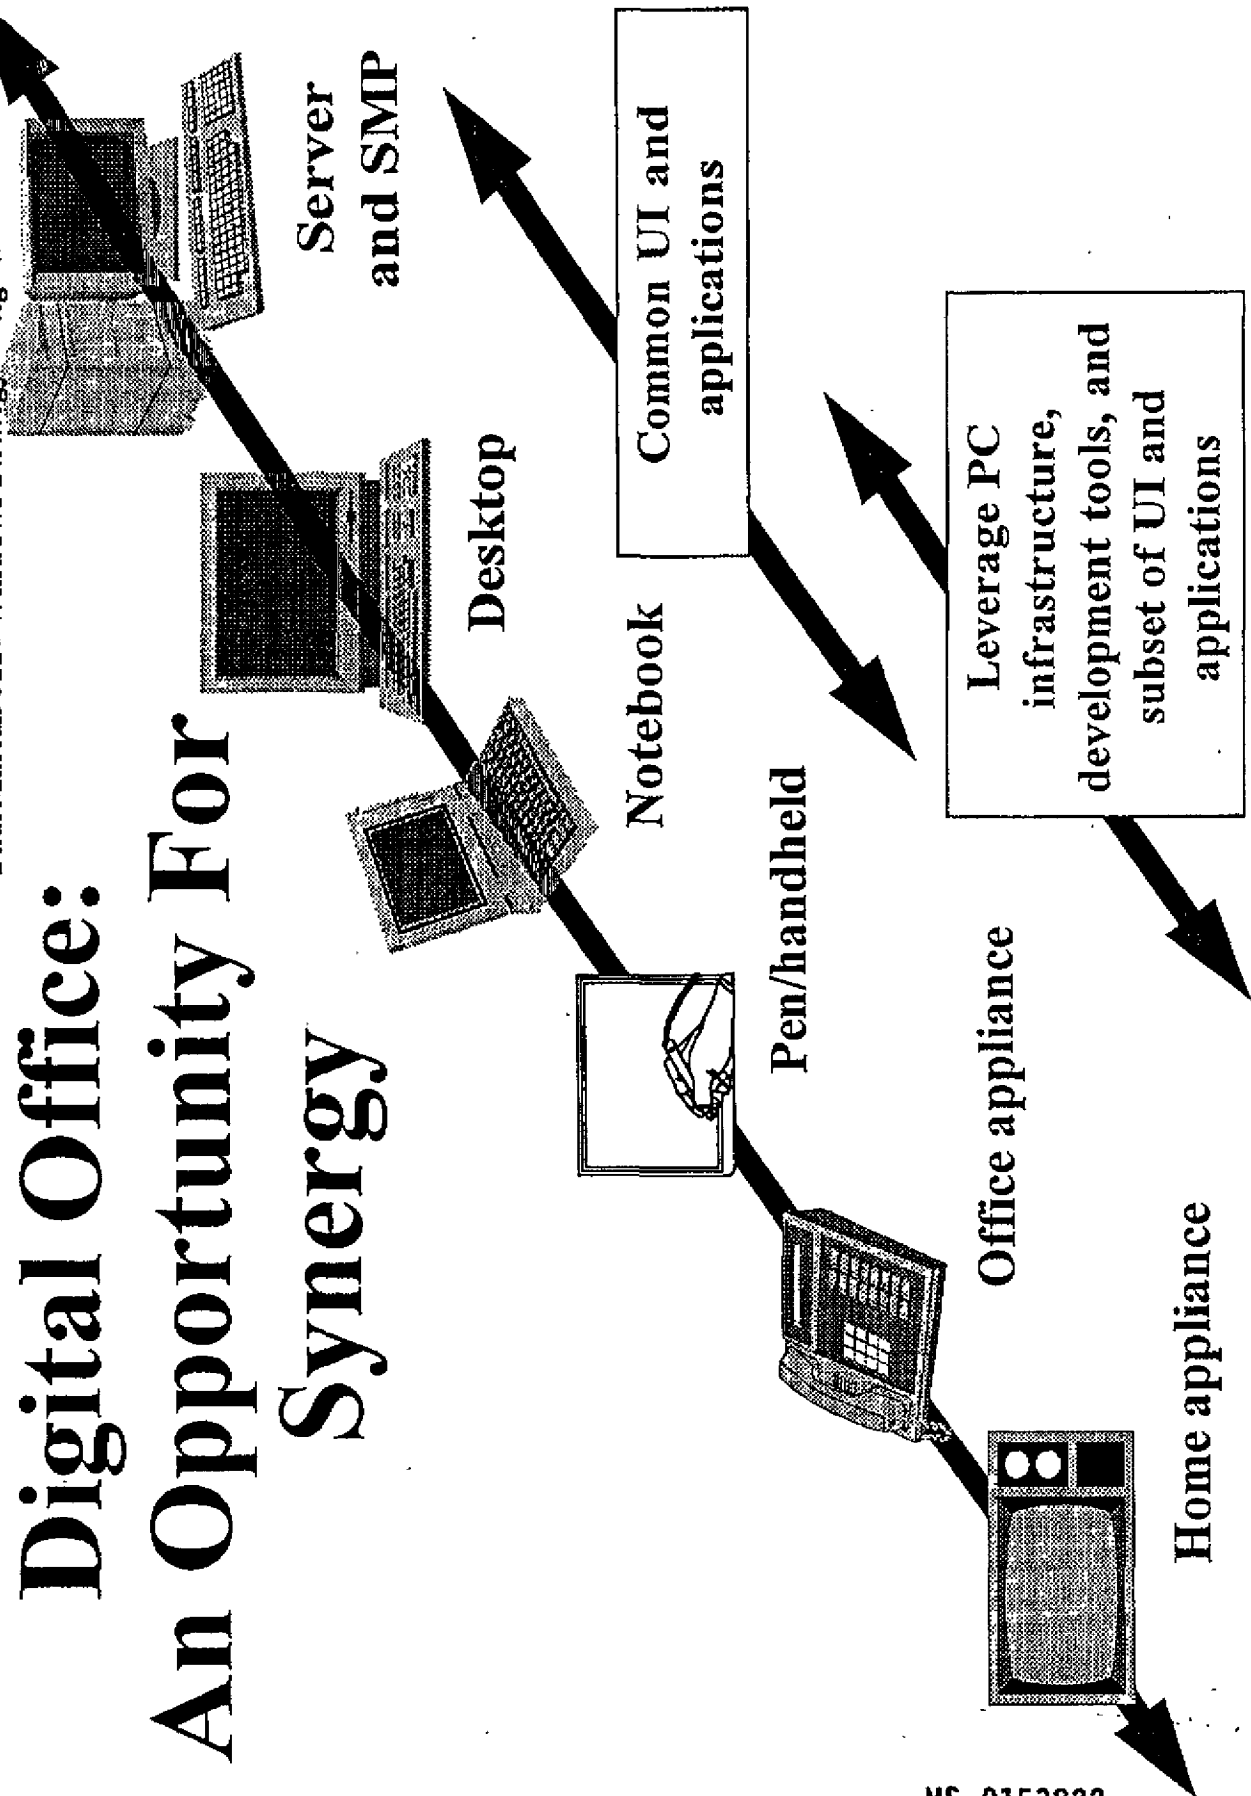 Digital Office:
An Opportunity For
Synergy
Server
and SMP
Desktop
Notebook
Pen/handheld
Office appliance
Home appliance
Common UI and
applications
Leverage PC
infrastructure,
development tools, and
subset of UI and
applications